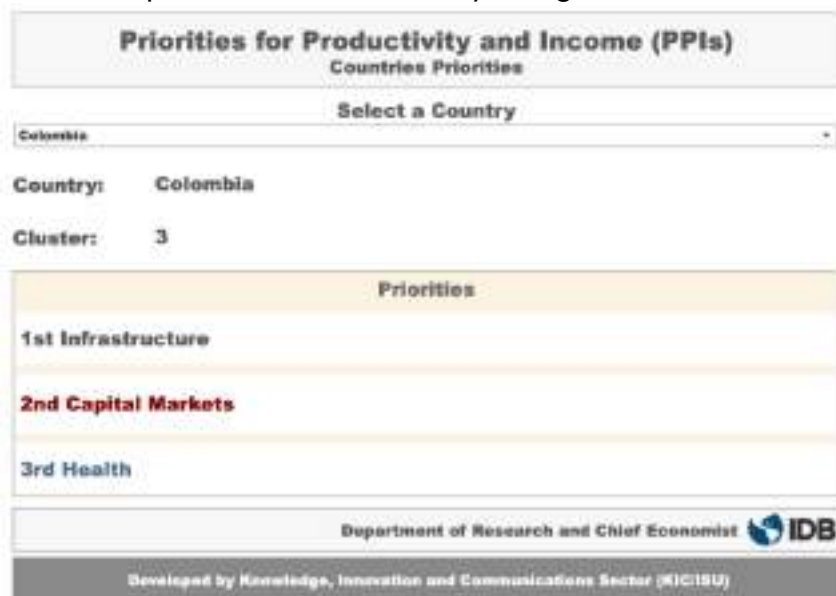 Priorities for Productivity and Income (PPIs)
Countries Priorities
Select a Country
Colombia
Country: Colombia
Cluster: 3
Priorities
1st Infrastructure
2nd Capital Markets
3rd Health
Department of Research and Chief Economist IDB
Developed by Knowledge, Innovation and Communications Sector (KIC/ISU)